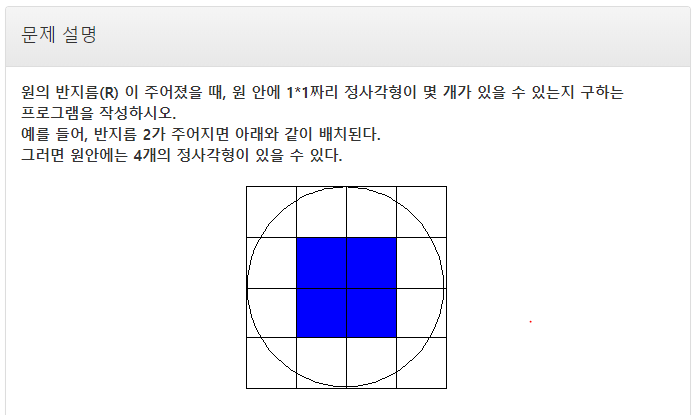 문제 설명
원의 반지름(R) 이 주어졌을 때, 원 안에 1*1짜리 정사각형이 몇 개가 있을 수 있는지 구하는
프로그램을 작성하시오.
예를 들어, 반지름 2가 주어지면 아래와 같이 배치된다.
그러면 원안에는 4개의 정사각형이 있을 수 있다.